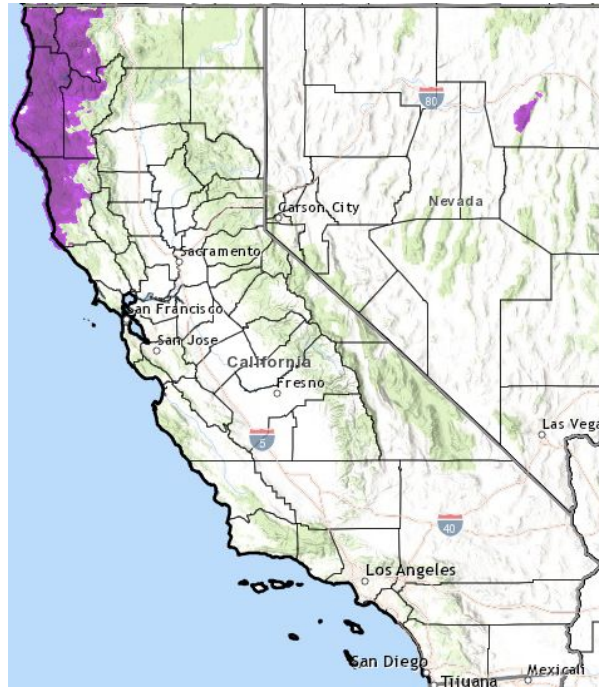 80
Carson City
Nevada
Sacramento
San Francisco
San Jose
California
Fresno
Las Vega
5
40
Los Angeles
San Diego
Tijuana
Mexicali